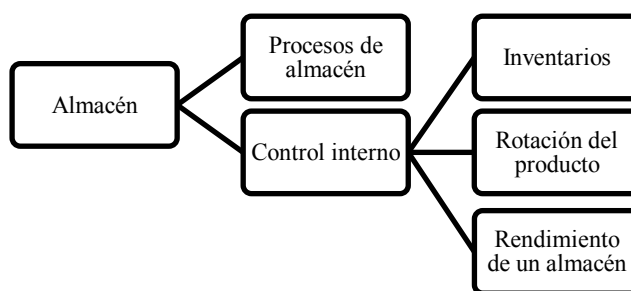 Almacén
Procesos de
almacén
Control interno
Inventarios
Rotación del
producto
Rendimiento
de un almacén